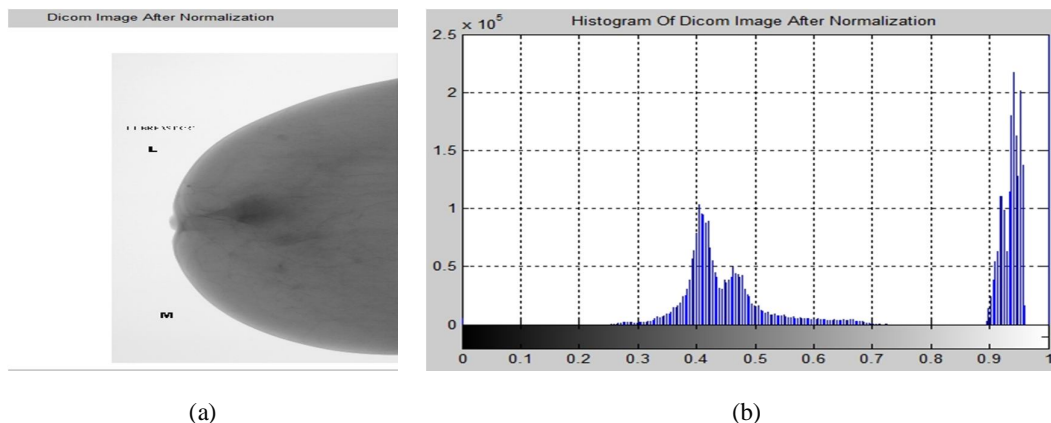 Dicom Image After Normalization
L
M
(a)
Histogram Of Dicom Image After Normalization
× 10⁵
2.5
2
1.5
1
0.5
0
0 0.1 0.2 0.3 0.4 0.5 0.6 0.7 0.8 0.9 1
(b)